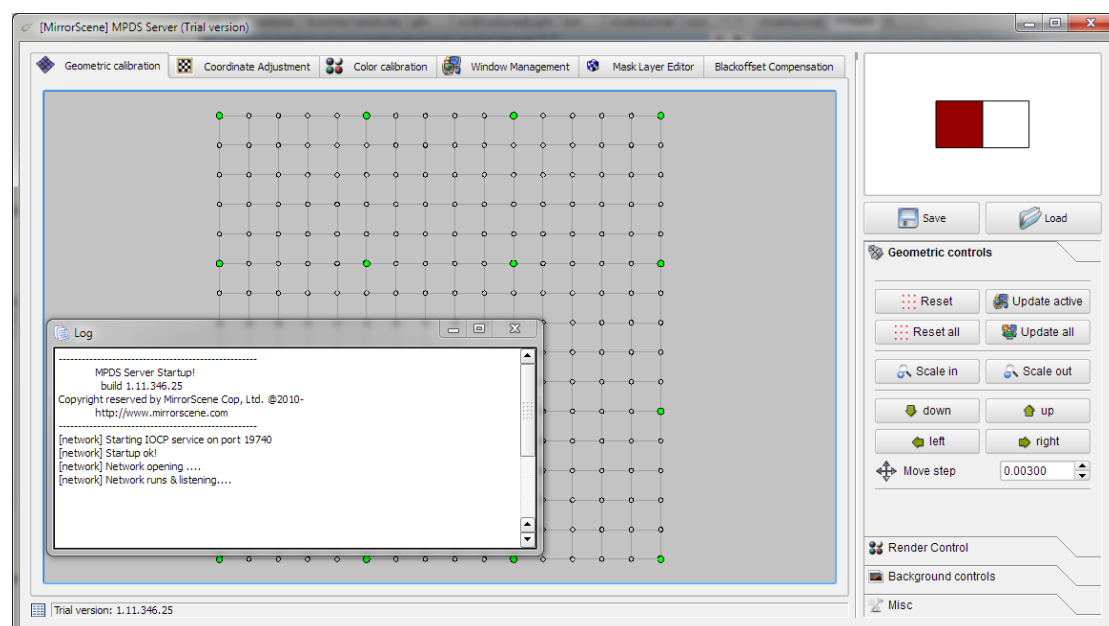 [MirrorScene] MPDS Server (Trial version)
Geometric calibration Coordinate Adjustment Color calibration Window Management Mask Layer Editor Blackoffset Compensation
Save Load
Geometric controls
Reset Update active
Reset all Update all
Scale in Scale out
down up
left right
Move step 0.00300
Render Control
Background controls
Misc
Log
------------------------------------------------------
MPDS Server Startup!
build 1.11.346.25
Copyright reserved by MirrorScene Cop, Ltd. @2010-
http://www.mirrorscene.com
------------------------------------------------------
[network] Starting IOCP service on port 19740
[network] Startup ok!
[network] Network opening ....
[network] Network runs & listening....
Trial version: 1.11.346.25